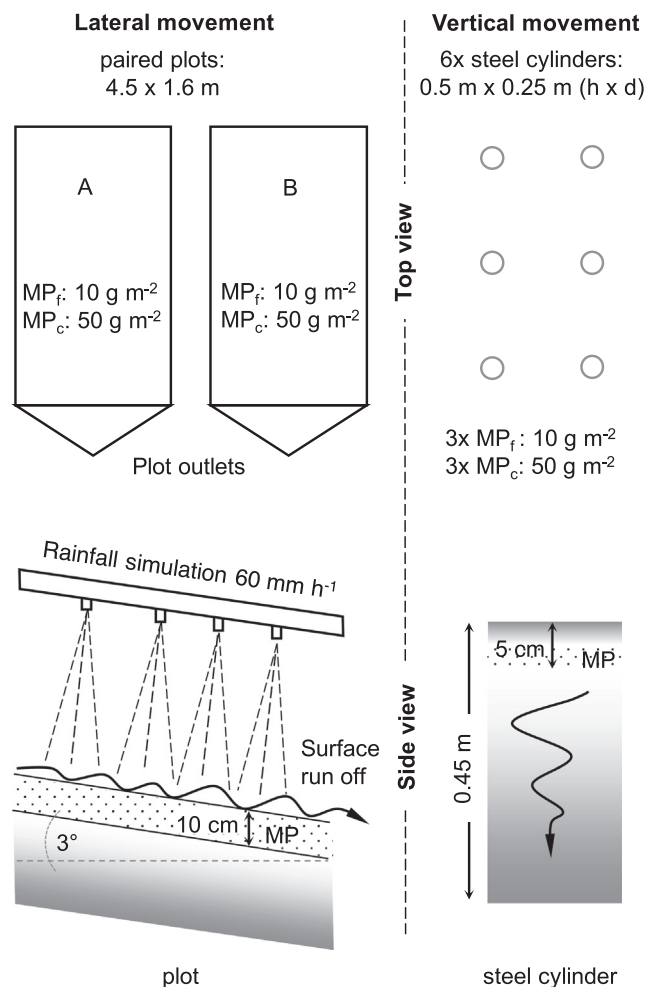 Lateral movement
paired plots:
4.5 x 1.6 m
A
MPf: 10 g m-2
MPc: 50 g m-2
B
MPf: 10 g m-2
MPc: 50 g m-2
Plot outlets
Top view
Vertical movement
6x steel cylinders:
0.5 m x 0.25 m (h x d)
3x MPf : 10 g m-2
3x MPc: 50 g m-2
Rainfall simulation 60 mm h-1
Surface
run off
10 cm
MP
3°
plot
Side view
5 cm
MP
0.45 m
steel cylinder